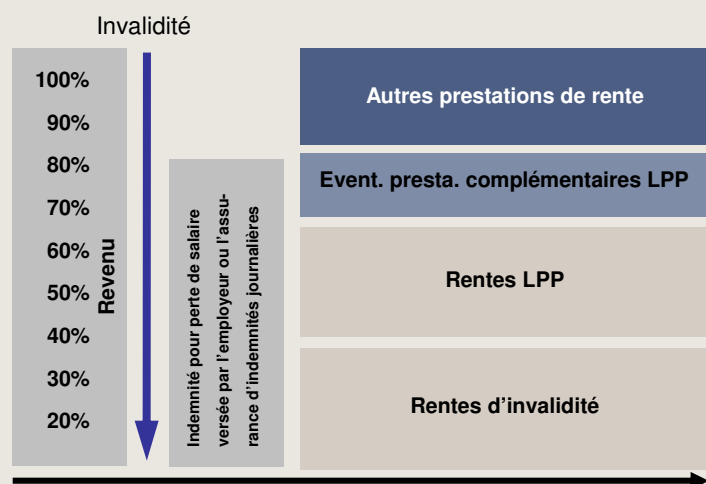 Invalidité
100%
90%
80%
70%
60%
50%
40%
30%
20%
Revenu
Indemnité pour perte de salaire
versée par l’employeur ou l’assu-
rance d’indemnités journalières
Autres prestations de rente
Event. presta. complémentaires LPP
Rentes LPP
Rentes d’invalidité